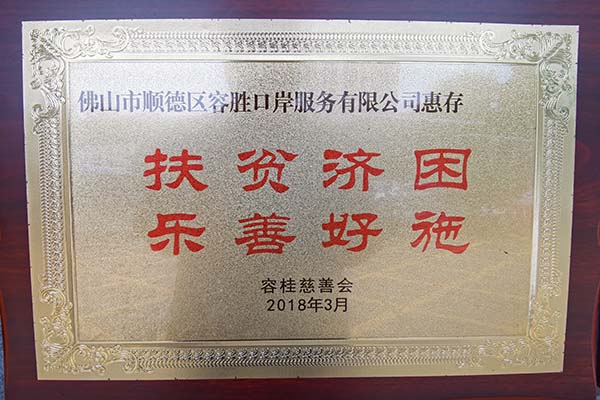 佛山市顺德区容胜口岸服务有限公司惠存
扶贫济困
乐善好施
容桂慈善会
2018年3月